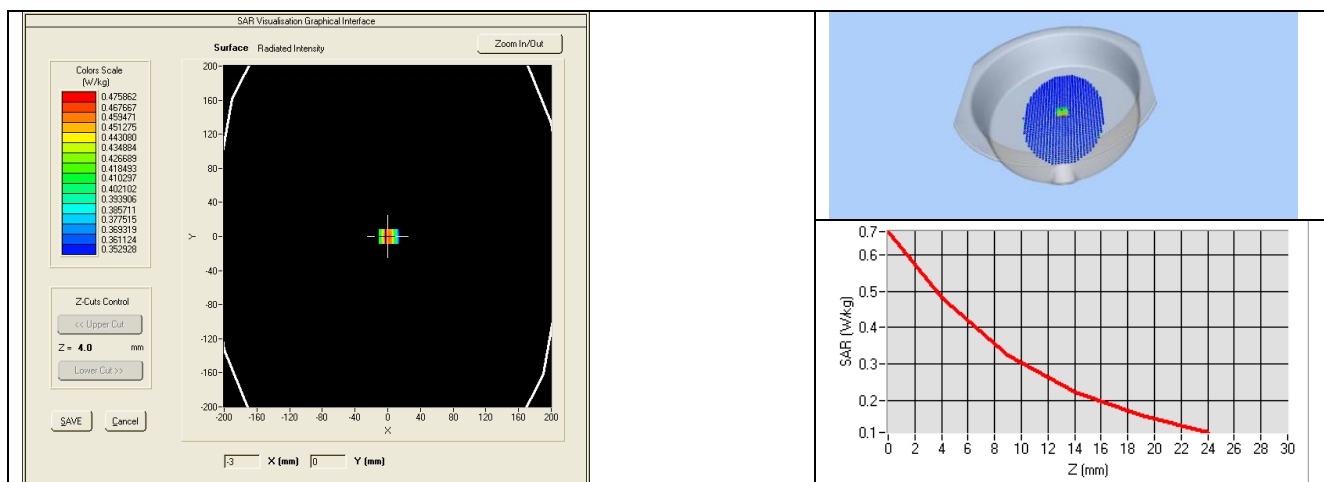 SAR Visualisation Graphical Interface
Surface Radiated Intensity
Zoom In/Out
Colors Scale
(W/kg)
0.475862
0.467667
0.459471
0.451275
0.443080
0.434884
0.426689
0.418493
0.410297
0.402102
0.393906
0.385711
0.377515
0.369319
0.361124
0.352928
Z-Cuts Control
<< Upper Cut
Z = 4.0 mm
Lower Cut >>
SAVE Cancel
200
160
120
80
40
0
-40
-80
-120
-160
-200
Y
-200 -160 -120 -80 -40 0 40 80 120 160 200
X
-3 X (mm) 0 Y (mm)
0.7
0.6
0.5
0.4
0.3
0.2
0.1
SAR (W/kg)
0 2 4 6 8 10 12 14 16 18 20 22 24 26 28 30
Z (mm)